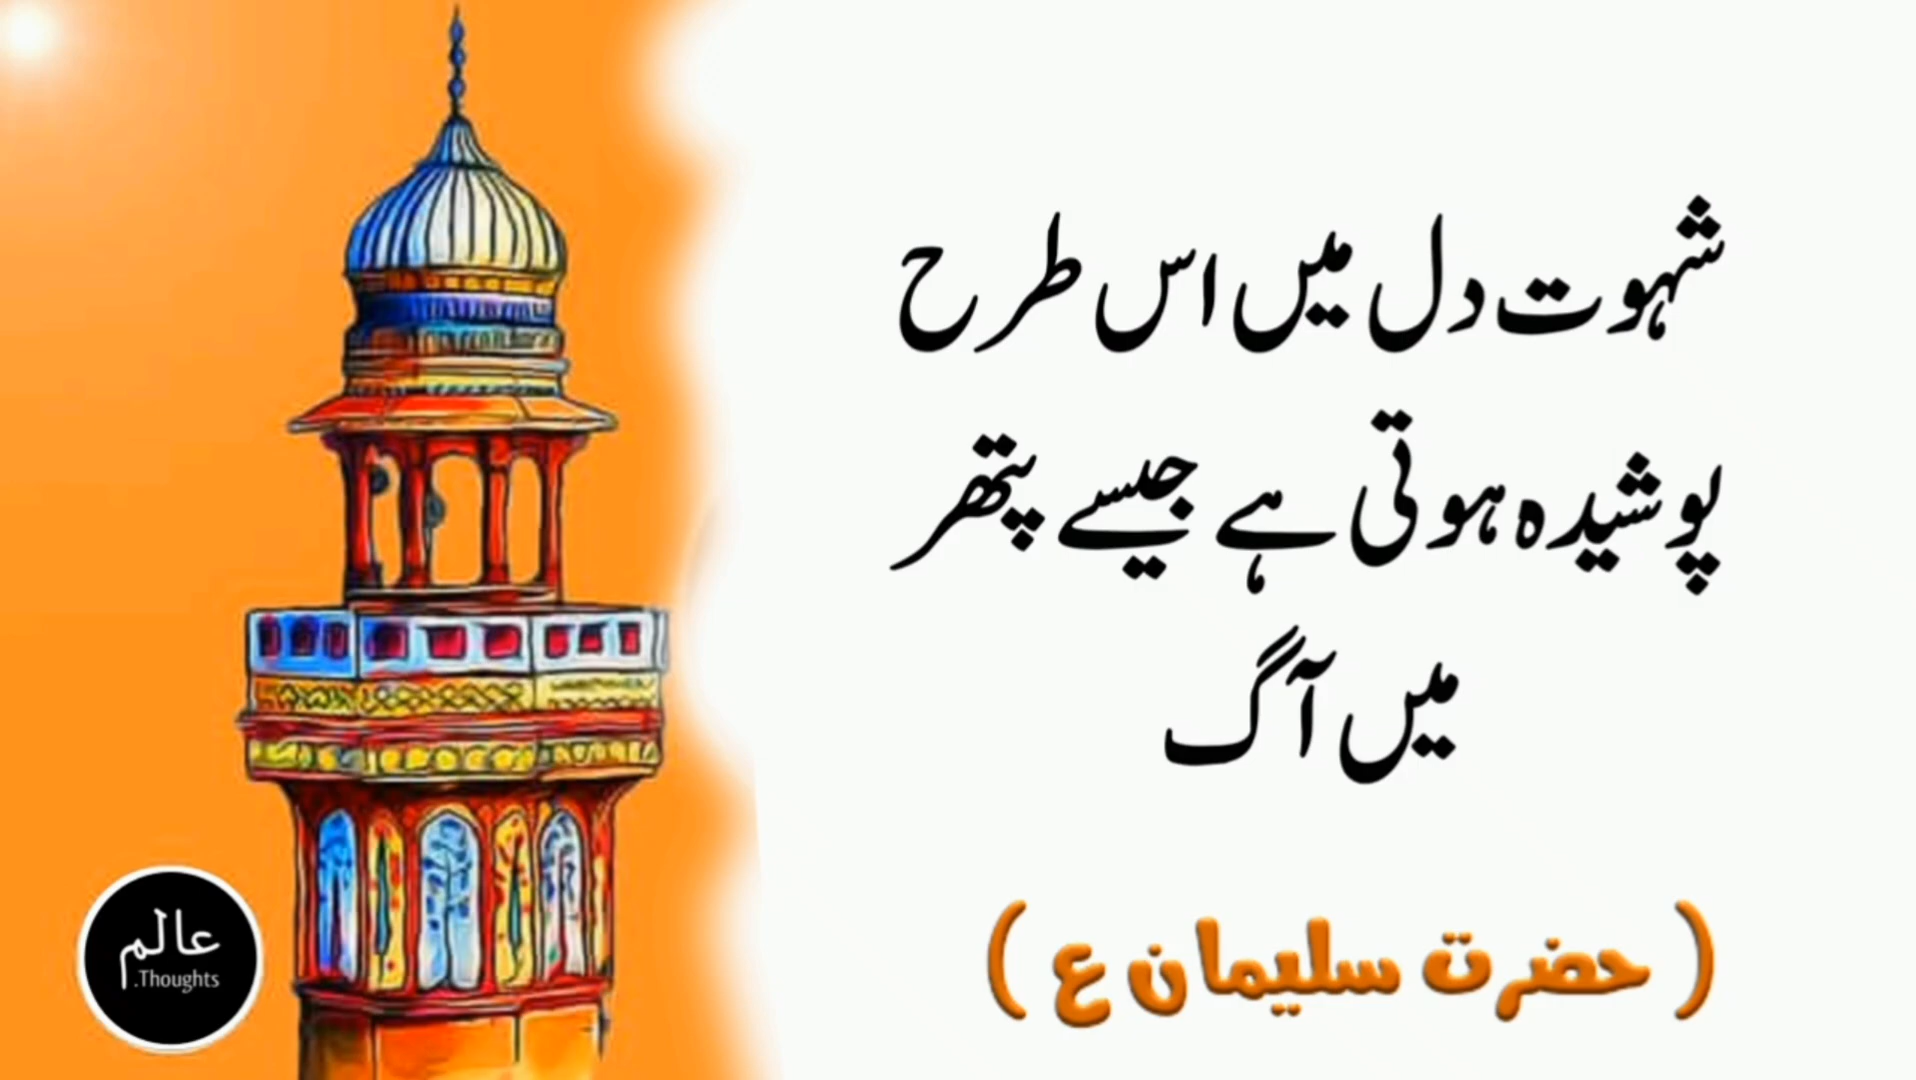 شہوت دل میں اس طرح
پوشیدہ ہوتی ہے جیسے پتھر
میں آگ
( حضرت سلیمان ع )
عالم
Thoughts.